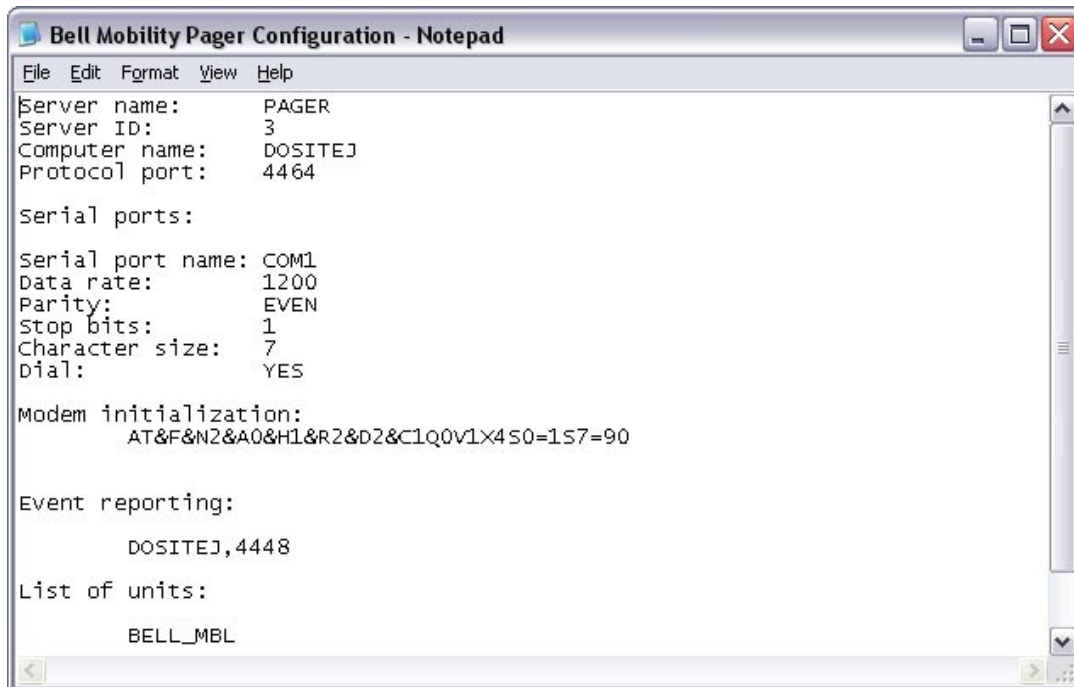 Bell Mobility Pager Configuration - Notepad
File Edit Format View Help
Server name: PAGER
Server ID: 3
Computer name: DOSITEJ
Protocol port: 4464
Serial ports:
Serial port name: COM1
Data rate: 1200
Parity: EVEN
Stop bits: 1
Character size: 7
Dial: YES
Modem initialization:
AT&F&N2&A0&H1&R2&D2&C1Q0V1X4S0=1S7=90
Event reporting:
DOSITEJ,4448
List of units:
BELL_MBL